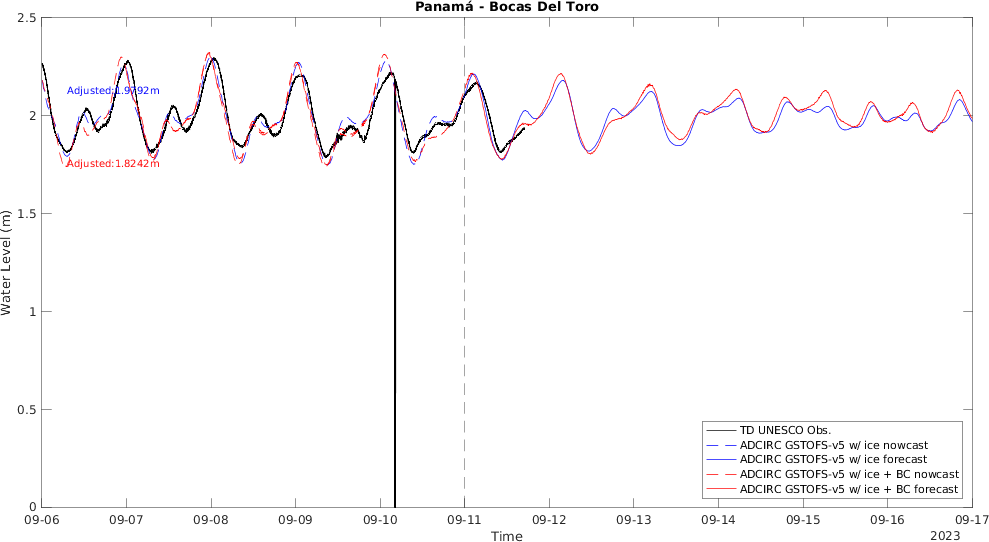 Panamá - Bocas Del Toro
Water Level (m)
2.5
2
1.5
1
0.5
0
Adjusted:1.9792m
Adjusted:1.8242m
TD UNESCO Obs.
ADCIRC GSTOFS-v5 w/ ice nowcast
ADCIRC GSTOFS-v5 w/ ice forecast
ADCIRC GSTOFS-v5 w/ ice + BC nowcast
ADCIRC GSTOFS-v5 w/ ice + BC forecast
09-06 09-07 09-08 09-09 09-10 09-11 09-12 09-13 09-14 09-15 09-16 09-17
Time
2023